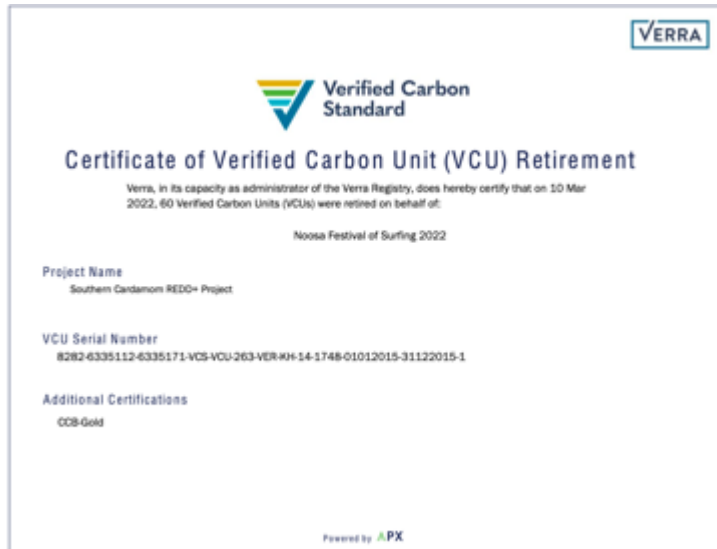 VERRA
Verified Carbon
Standard
Certificate of Verified Carbon Unit (VCU) Retirement
Verra, in its capacity as administrator of the Verra Registry, does hereby certify that on 10 Mar
2022, 60 Verified Carbon Units (VCUs) were retired on behalf of:
Noosa Festival of Surfing 2022
Project Name
Southern Cardamom REDD+ Project
VCU Serial Number
8282-6335112-6335171-VCS-VCU-263-VER-KH-14-1748-01012015-31122015-1
Additional Certifications
CCB-Gold
Powered by APX